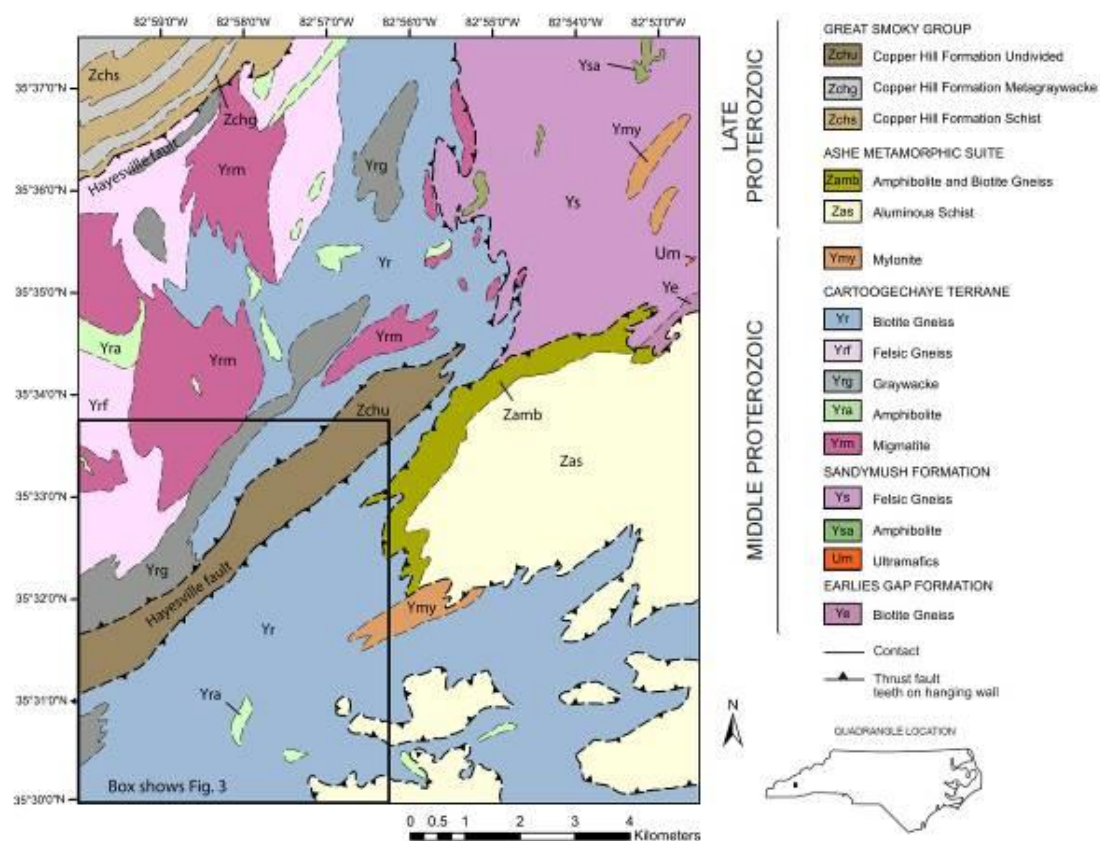 82°59'0"W 82°58'0"W 82°57'0"W 82°56'0"W 82°55'0"W 82°54'0"W 82°53'0"W
35°37'0"N
35°36'0"N
35°35'0"N
35°34'0"N
35°33'0"N
35°32'0"N
35°31'0"N
35°30'0"N
Zchs
Zchg
Hayesville fault
Yrm
Yrg
Ysa
Ymy
Ys
Um
Ye
Yr
Yra
Yrm
Yrm
Yrf
Zchu
Zamb
Zas
Yrg
Hayesville fault
Yr
Ymy
Yra
Box shows Fig. 3
0 0.5 1 2 3 4
Kilometers
LATE
PROTEROZOIC
MIDDLE PROTEROZOIC
GREAT SMOKY GROUP
Zchu Copper Hill Formation Undivided
Zchg Copper Hill Formation Metagraywacke
Zchs Copper Hill Formation Schist
ASHE METAMORPHIC SUITE
Zamb Amphibolite and Biotite Gneiss
Zas Aluminous Schist
Ymy Mylonite
CARTOOGECHAYE TERRANE
Yr Biotite Gneiss
Yrf Felsic Gneiss
Yrg Graywacke
Yra Amphibolite
Yrm Migmatite
SANDYMUSH FORMATION
Ys Felsic Gneiss
Ysa Amphibolite
Um Ultramafics
EARLIES GAP FORMATION
Ye Biotite Gneiss
Contact
Thrust fault
teeth on hanging wall
N
QUADRANGLE LOCATION